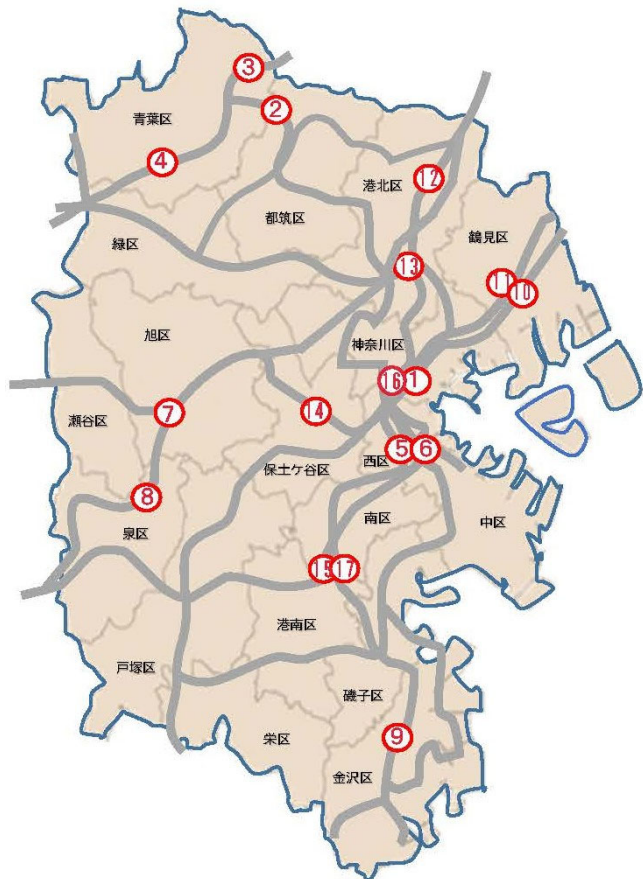 3
2
青葉区
4
港北区
12
都筑区
鶴見区
緑区
13
11
10
旭区
神奈川区
16
1
7
14
瀬谷区
5
6
西区
保土ケ谷区
8
南区
中区
泉区
15
17
港南区
戸塚区
磯子区
9
栄区
金沢区